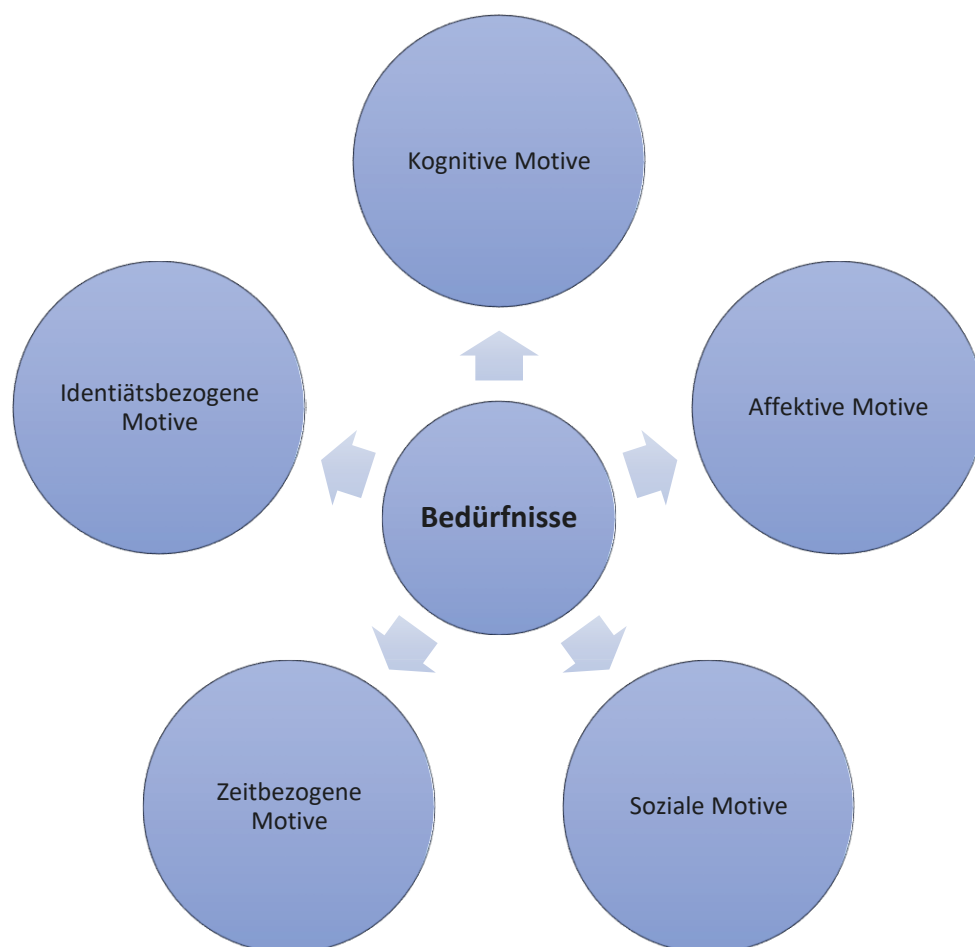 Kognitive Motive
Identiätsbezogene
Motive
Affektive Motive
Bedürfnisse
Zeitbezogene
Motive
Soziale Motive